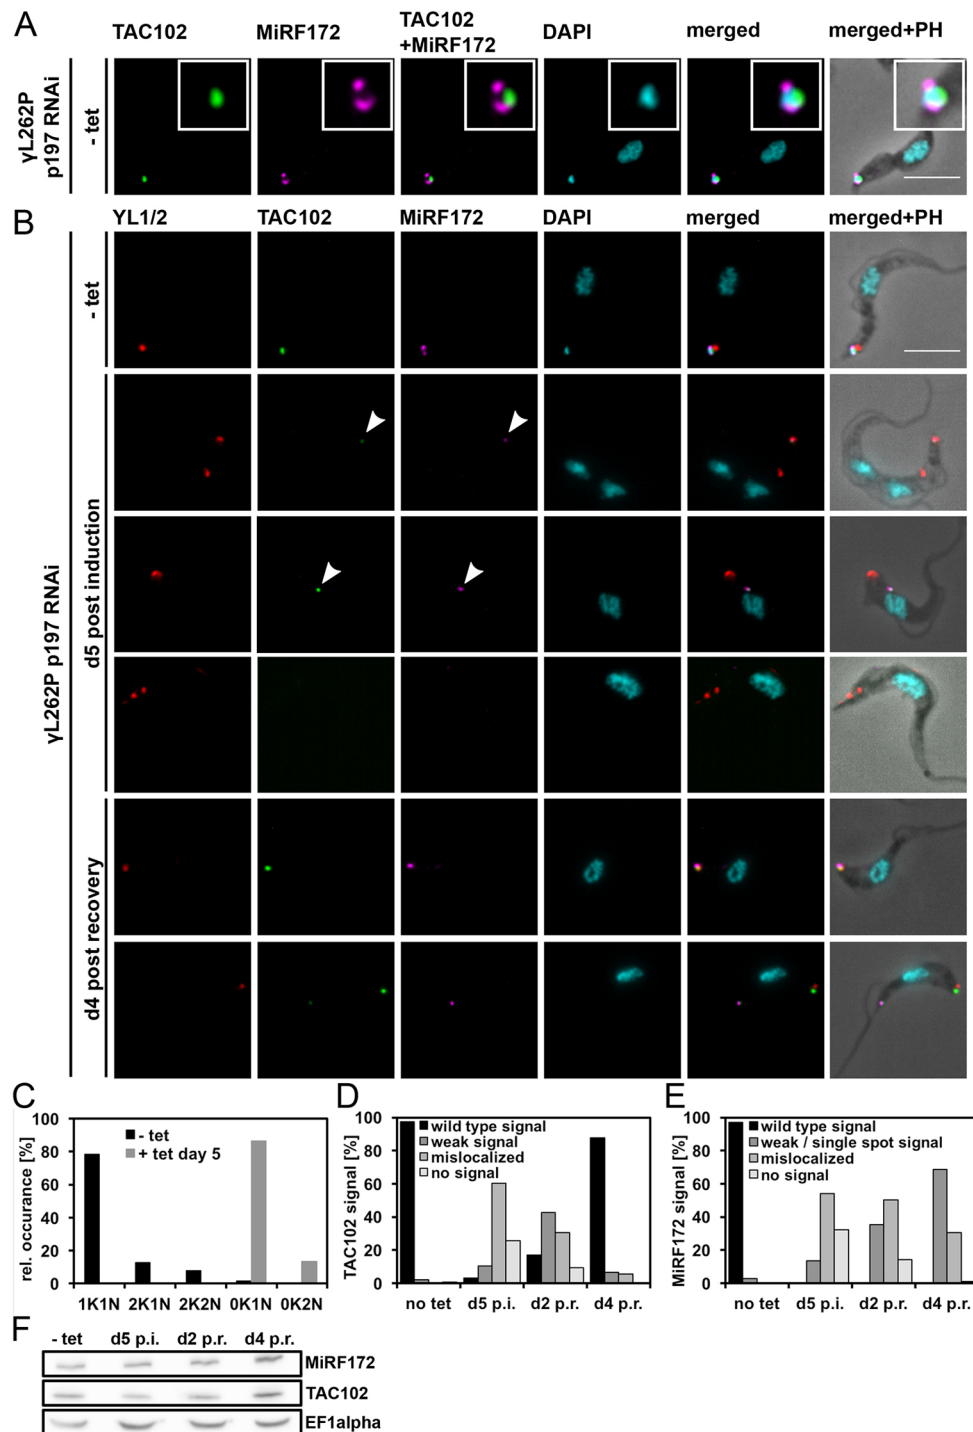 A
TAC102 MiRF172 TAC102 +MiRF172 DAPI merged merged+PH
γL262P p197 RNAi
- tet
B
YL1/2 TAC102 MiRF172 DAPI merged merged+PH
γL262P p197 RNAi
- tet
d5 post induction
d4 post recovery
C
rel. occurance [%]
100
80
60
40
20
0
- tet
+ tet day 5
1K1N 2K1N 2K2N 0K1N 0K2N
D
TAC102 signal [%]
100
80
60
40
20
0
wild type signal
weak signal
mislocalized
no signal
no tet d5 p.i. d2 p.r. d4 p.r.
E
MiRF172 signal [%]
100
80
60
40
20
0
wild type signal
weak / single spot signal
mislocalized
no signal
no tet d5 p.i. d2 p.r. d4 p.r.
F
- tet d5 p.i. d2 p.r. d4 p.r.
MiRF172
TAC102
EF1alpha